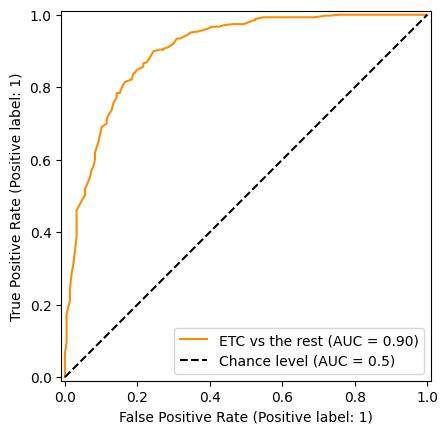 1.0
0.8
0.6
0.4
0.2
0.0
True Positive Rate (Positive label: 1)
ETC vs the rest (AUC = 0.90)
Chance level (AUC = 0.5)
0.0 0.2 0.4 0.6 0.8 1.0
False Positive Rate (Positive label: 1)